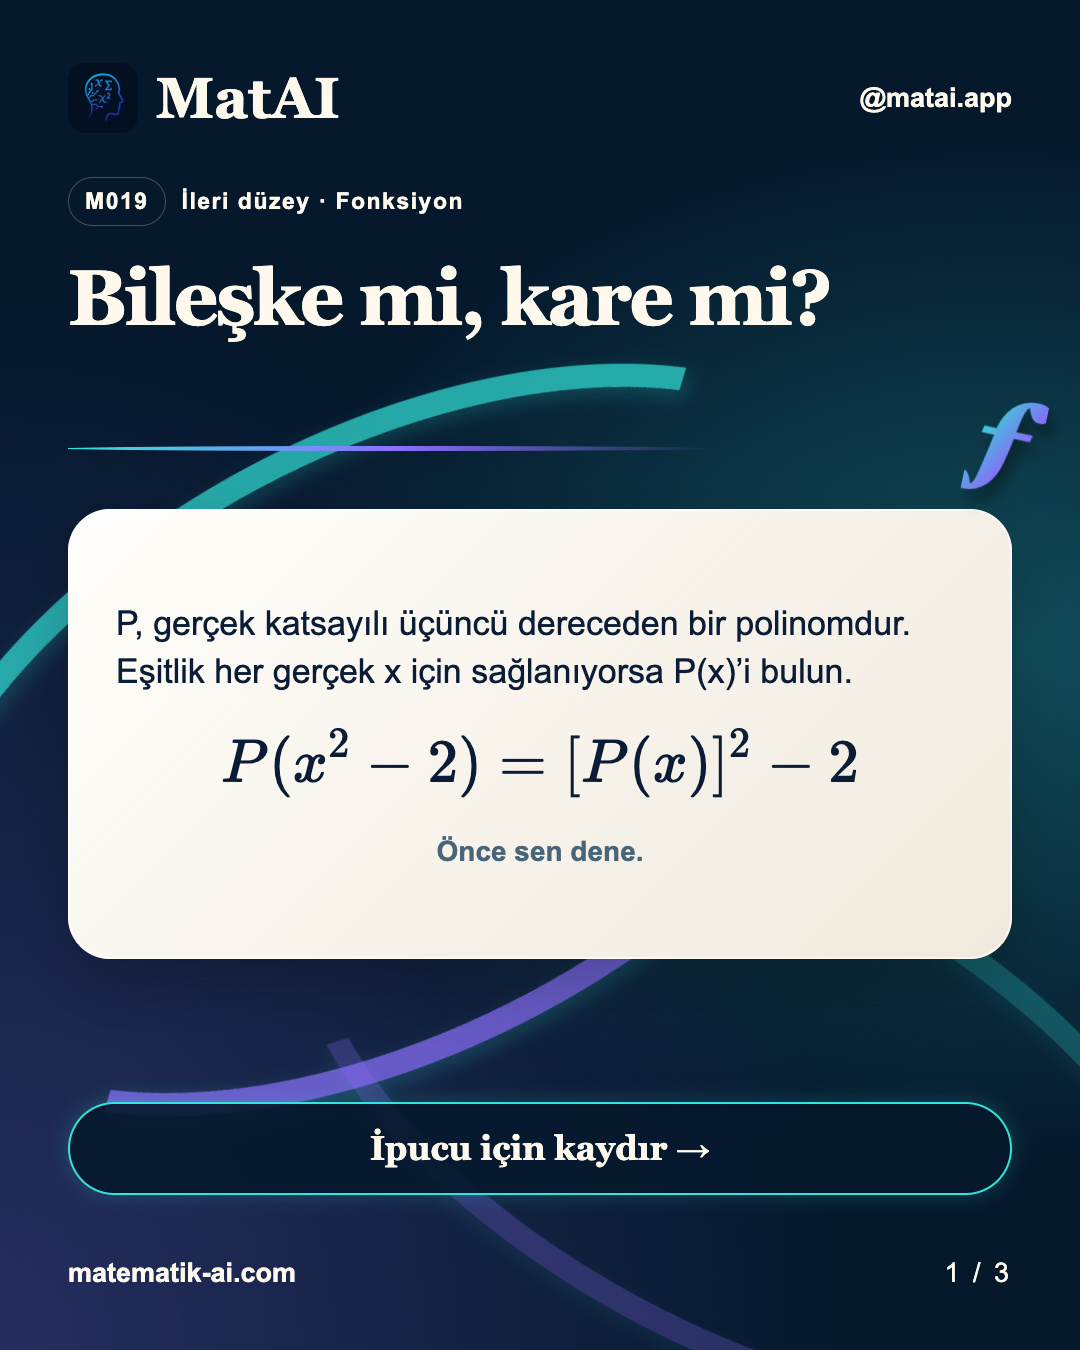 MatAI
@matai.app
M019
İleri düzey · Fonksiyon
Bileşke mi, kare mi?
f
P, gerçek katsayılı üçüncü dereceden bir polinomdur.
Eşitlik her gerçek x için sağlanıyorsa P(x)’i bulun.
P(x² − 2) = [P(x)]² − 2
Önce sen dene.
İpucu için kaydır →
matematik-ai.com
1 / 3